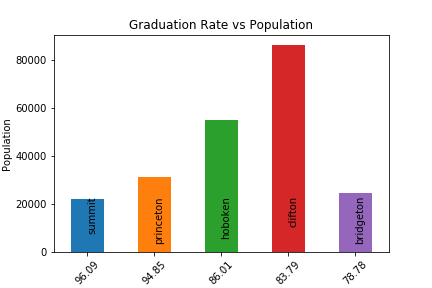 Graduation Rate vs Population
Population
80000
60000
40000
20000
0
summit
princeton
hoboken
clifton
bridgeton
96.09
94.85
86.01
83.79
78.78